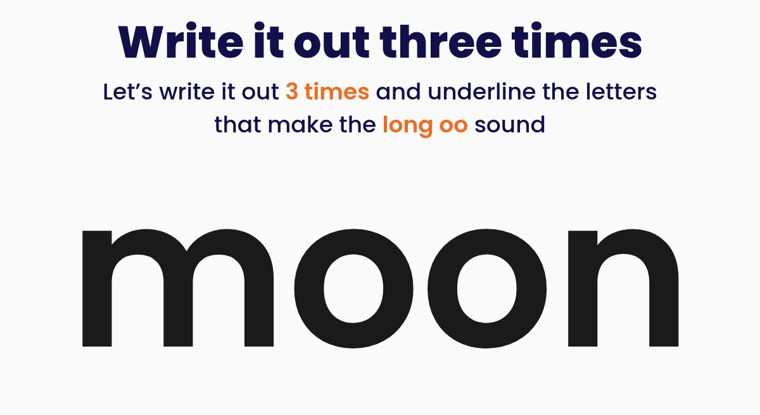 Write it out three times
Let’s write it out 3 times and underline the letters
that make the long oo sound
moon